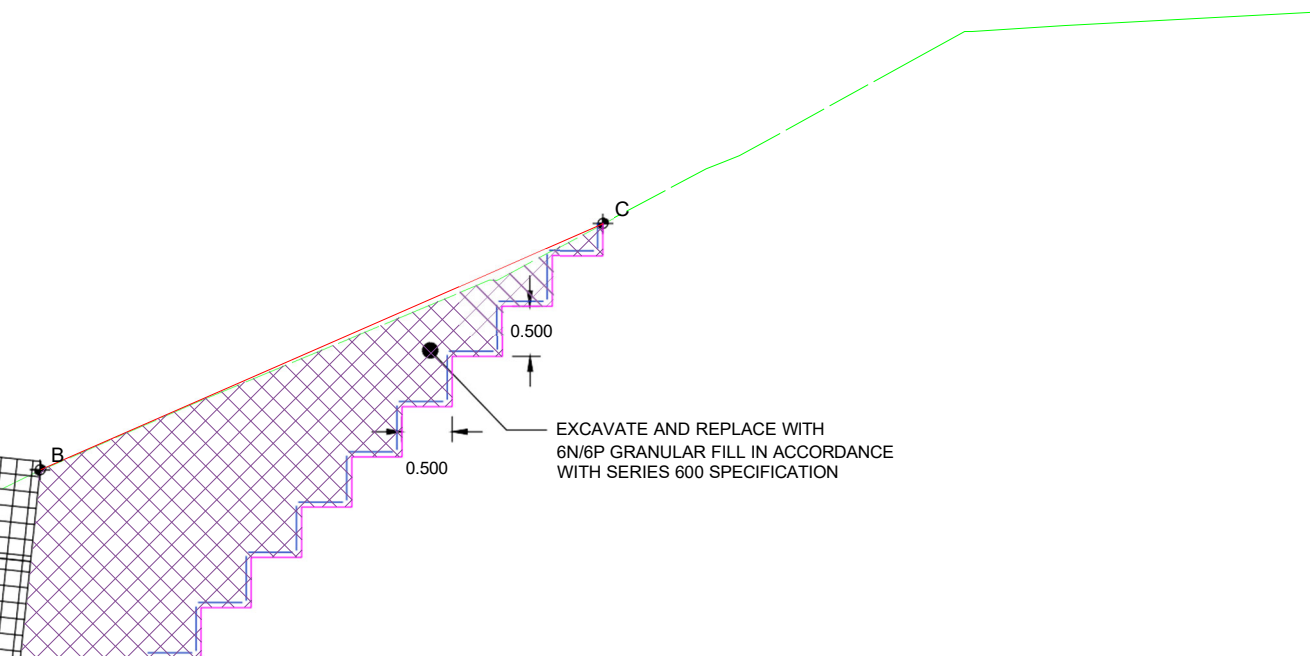 C
0.500
B
0.500
EXCAVATE AND REPLACE WITH
6N/6P GRANULAR FILL IN ACCORDANCE
WITH SERIES 600 SPECIFICATION